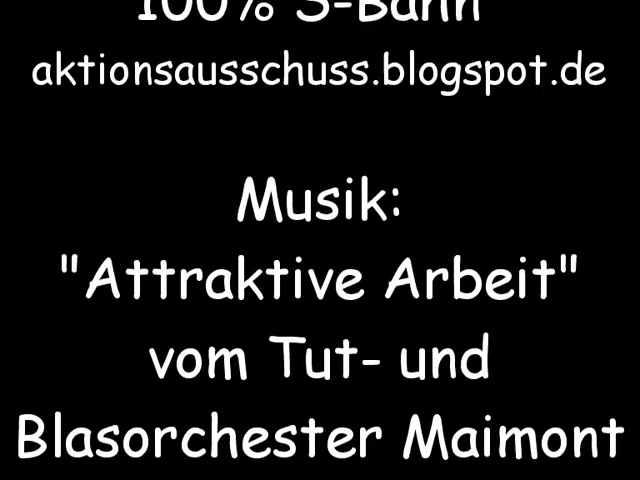 100% S-Bahn
aktionsausschuss.blogspot.de
Musik:
"Attraktive Arbeit"
vom Tut- und
Blasorchester Maimont